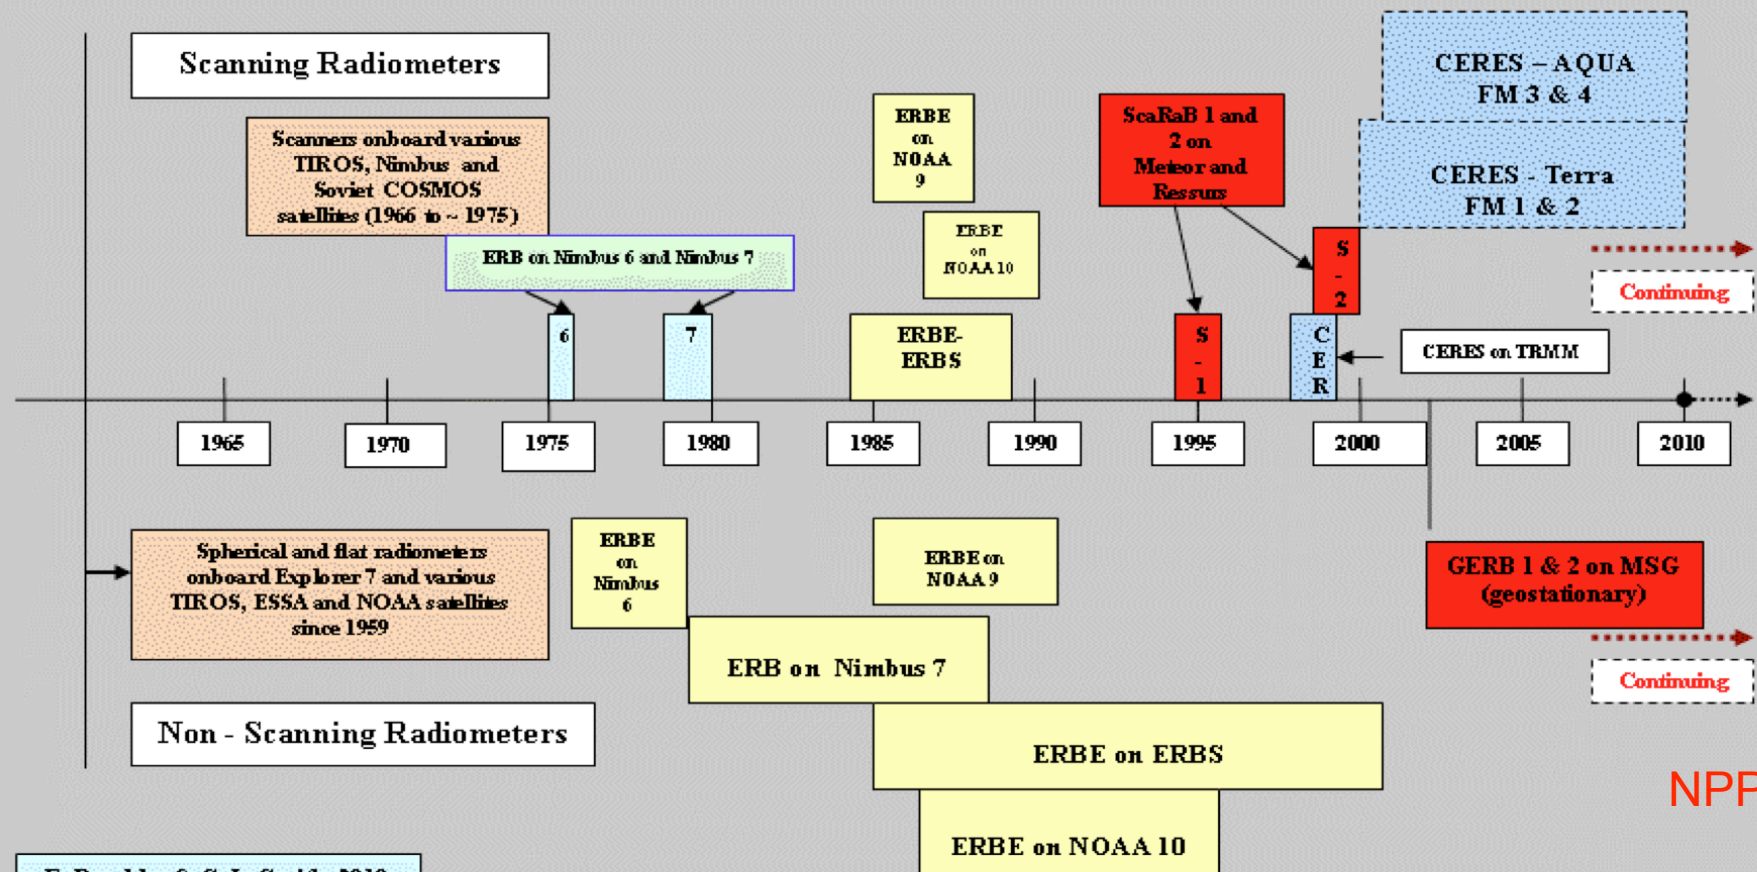 Scanning Radiometers
Scanners onboard various
TIROS, Nimbus and
Soviet COSMOS
satellites (1966 to ~ 1975)
ERB on Nimbus 6 and Nimbus 7
6
7
ERBE
on
NOAA
9
ERBE
on
NOAA 10
ERBE-
ERBS
ScaRaB 1 and
2 on
Meteor and
Ressurs
S
-
1
S
-
2
C
E
R
CERES on TRMM
CERES – AQUA
FM 3 & 4
CERES - Terra
FM 1 & 2
Continuing
1965
1970
1975
1980
1985
1990
1995
2000
2005
2010
Spherical and flat radiometers
onboard Explorer 7 and various
TIROS, ESSA and NOAA satellites
since 1959
ERBE
on
Nimbus
6
ERBE on
NOAA 9
GERB 1 & 2 on MSG
(geostationary)
Continuing
ERB on Nimbus 7
Non - Scanning Radiometers
ERBE on ERBS
NPP
ERBE on NOAA 10